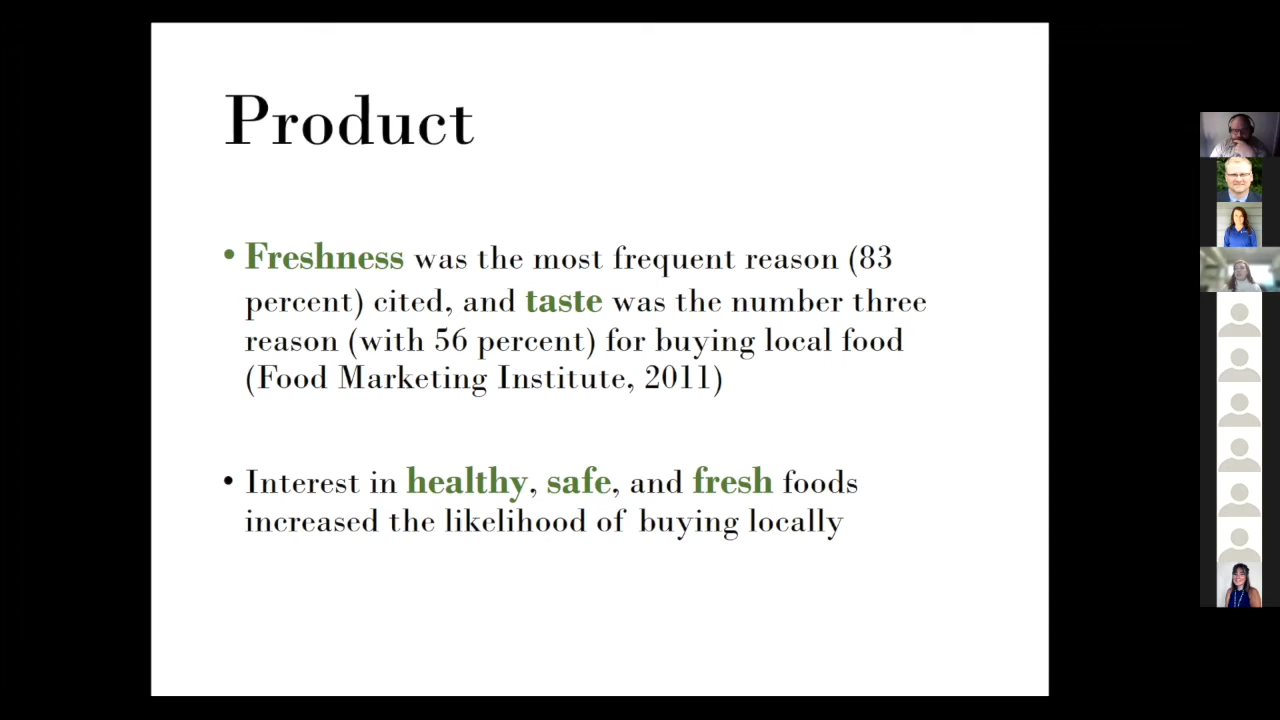 Product
• Freshness was the most frequent reason (83
percent) cited, and taste was the number three
reason (with 56 percent) for buying local food
(Food Marketing Institute, 2011)
• Interest in healthy, safe, and fresh foods
increased the likelihood of buying locally